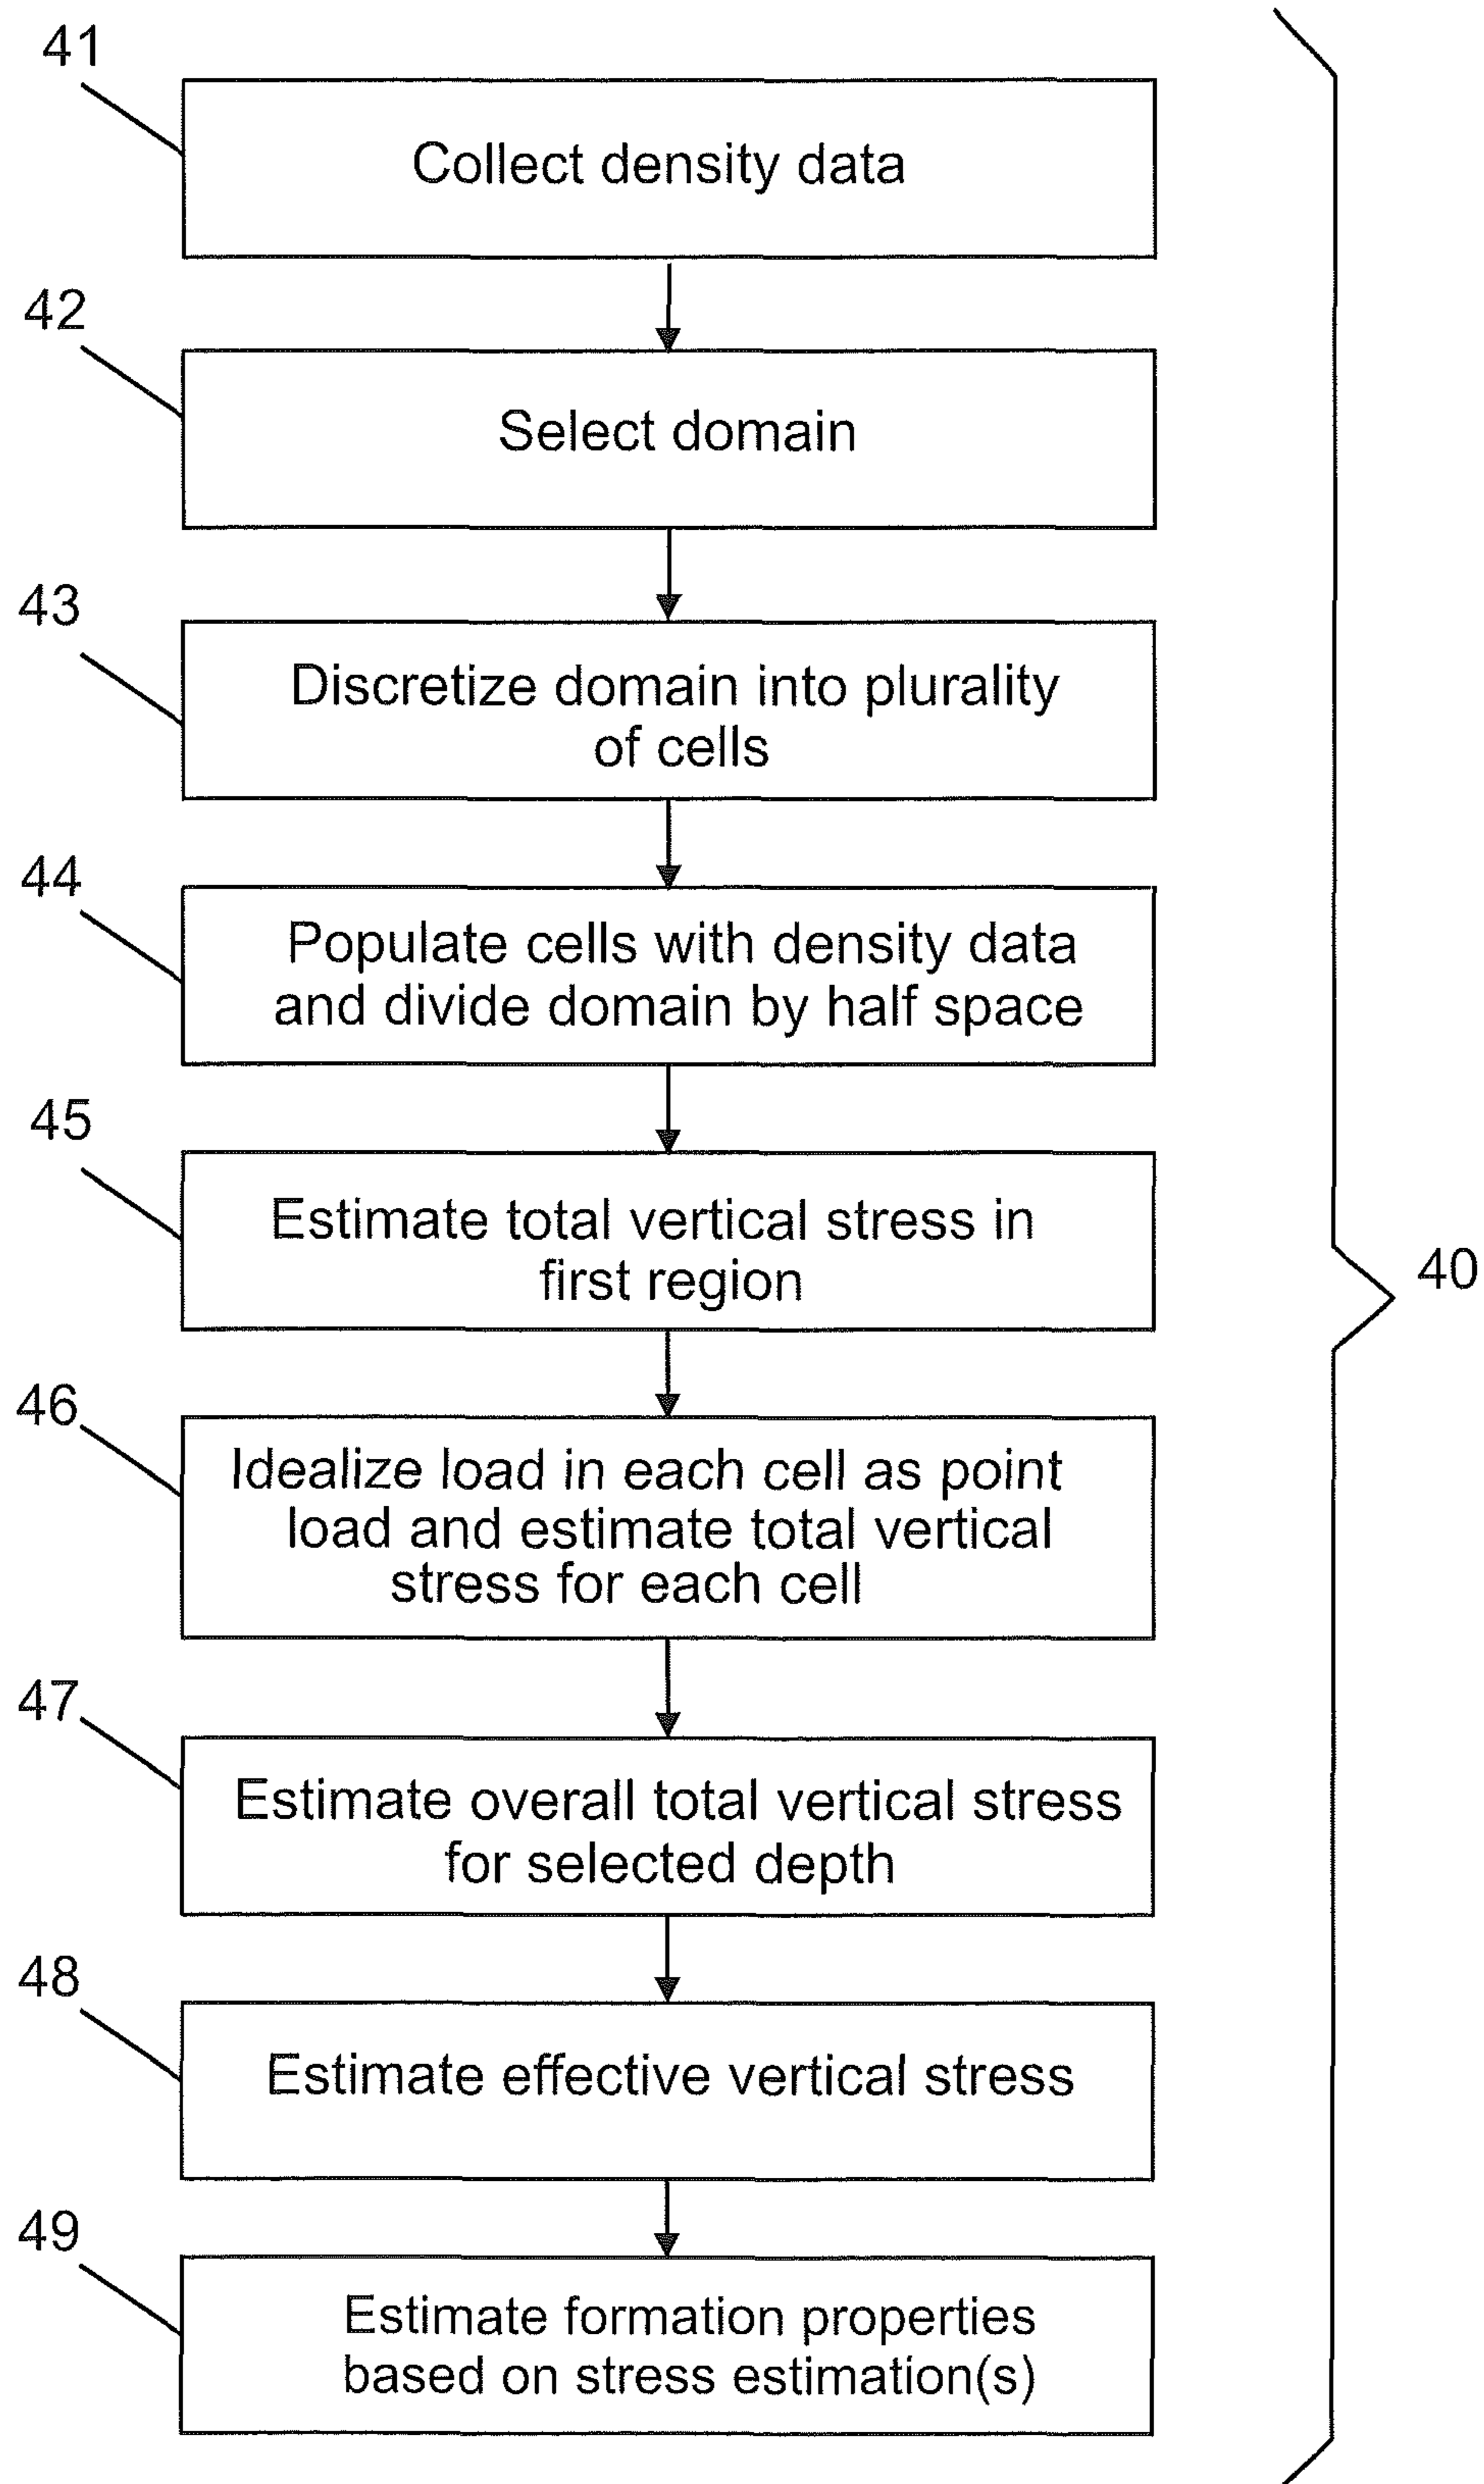 41
Collect density data
42
Select domain
43
Discretize domain into plurality
of cells
44
Populate cells with density data
and divide domain by half space
45
Estimate total vertical stress in
first region
40
46
Idealize load in each cell as point
load and estimate total vertical
stress for each cell
47
Estimate overall total vertical stress
for selected depth
48
Estimate effective vertical stress
49
Estimate formation properties
based on stress estimation(s)